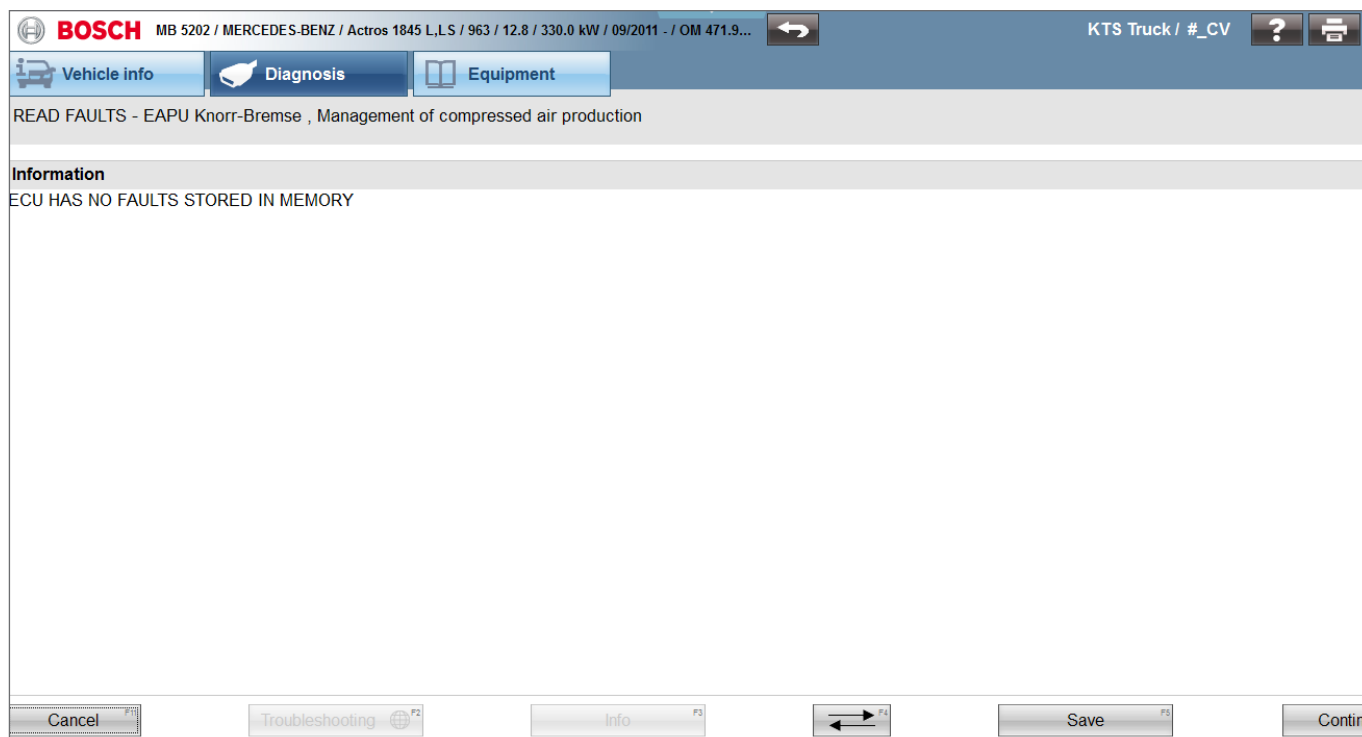 BOSCH MB 5202 / MERCEDES-BENZ / Actros 1845 L,LS / 963 / 12.8 / 330.0 kW / 09/2011 - / OM 471.9... KTS Truck / #_CV ?
Vehicle info Diagnosis Equipment
READ FAULTS - EAPU Knorr-Bremse , Management of compressed air production
Information
ECU HAS NO FAULTS STORED IN MEMORY
Cancel F11 Troubleshooting F2 Info F3 F4 Save F5 Contin